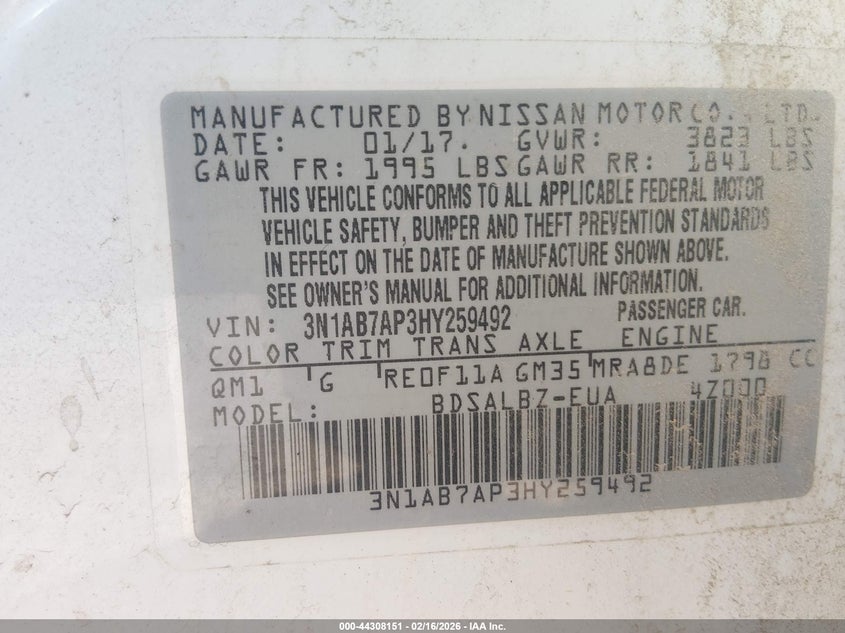 MANUFACTURED BY NISSAN MOTOR CO., LTD.
DATE: 01/17. GVWR: 3823 LBS
GAWR FR: 1995 LBS GAWR RR: 1841 LBS
THIS VEHICLE CONFORMS TO ALL APPLICABLE FEDERAL MOTOR
VEHICLE SAFETY, BUMPER AND THEFT PREVENTION STANDARDS
IN EFFECT ON THE DATE OF MANUFACTURE SHOWN ABOVE.
SEE OWNER'S MANUAL FOR ADDITIONAL INFORMATION.
VIN: 3N1AB7AP3HY259492 PASSENGER CAR.
COLOR TRIM TRANS AXLE ENGINE
QM1 G RE0F11A GM35 MRA8DE 1798 CC
MODEL: BDSALBZ-EUA 4Z000
3N1AB7AP3HY259492
000-44308151 | 02/16/2026 - IAA Inc.